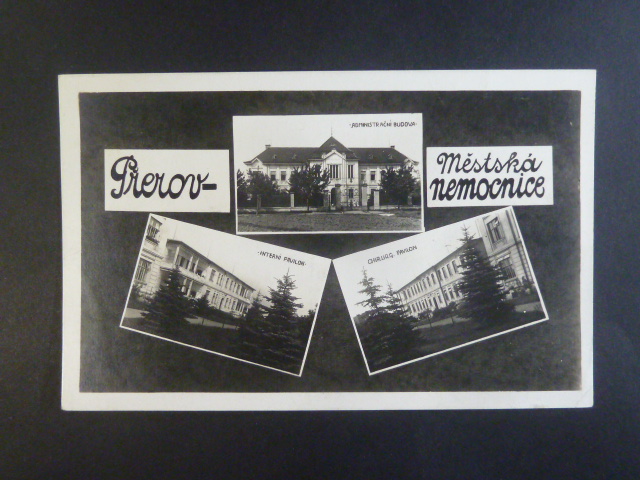 Přerov-
·ADMINISTRAČNÍ BUDOVA·
Městská
nemocnice
·INTERNÍ PAVILON·
CHIRURG. PAVILON.